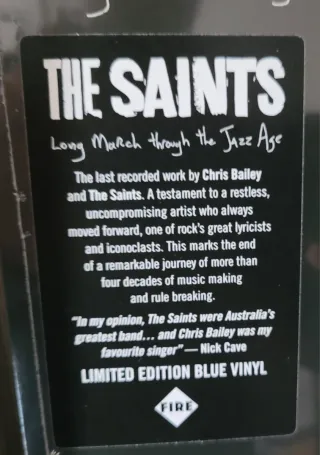 THE SAINTS
Long March through the Jazz Age
The last recorded work by Chris Bailey
and The Saints. A testament to a restless,
uncompromising artist who always
moved forward, one of rock's great lyricists
and iconoclasts. This marks the end
of a remarkable journey of more than
four decades of music making
and rule breaking.
"In my opinion, The Saints were Australia's
greatest band... and Chris Bailey was my
favourite singer" — Nick Cave
LIMITED EDITION BLUE VINYL
FIRE